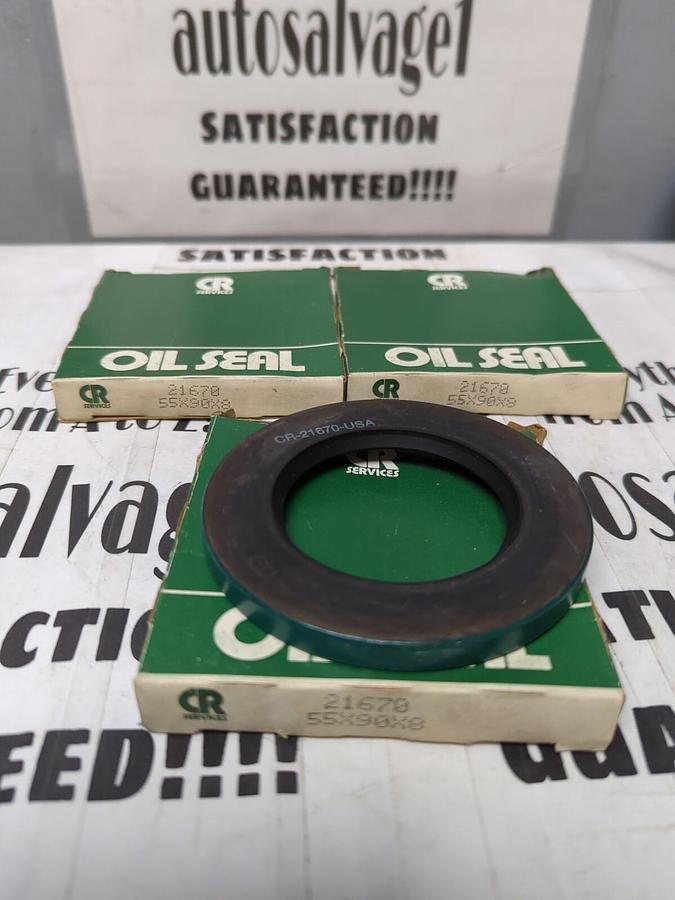 autosalvage1
SATISFACTION
GUARANTEED!!!!
SATISFACTION
CR
SERVICES
OIL SEAL
CR
SERVICES
21670
55X90X8
CR
SERVICES
OIL SEAL
CR
SERVICES
21670
55X90X8
CR-21670-USA
CR
SERVICES
CR
SERVICES
21670
55X90X8